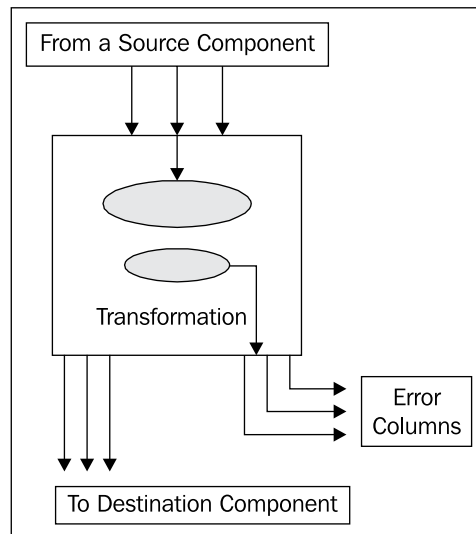 From a Source Component
Transformation
Error
Columns
To Destination Component